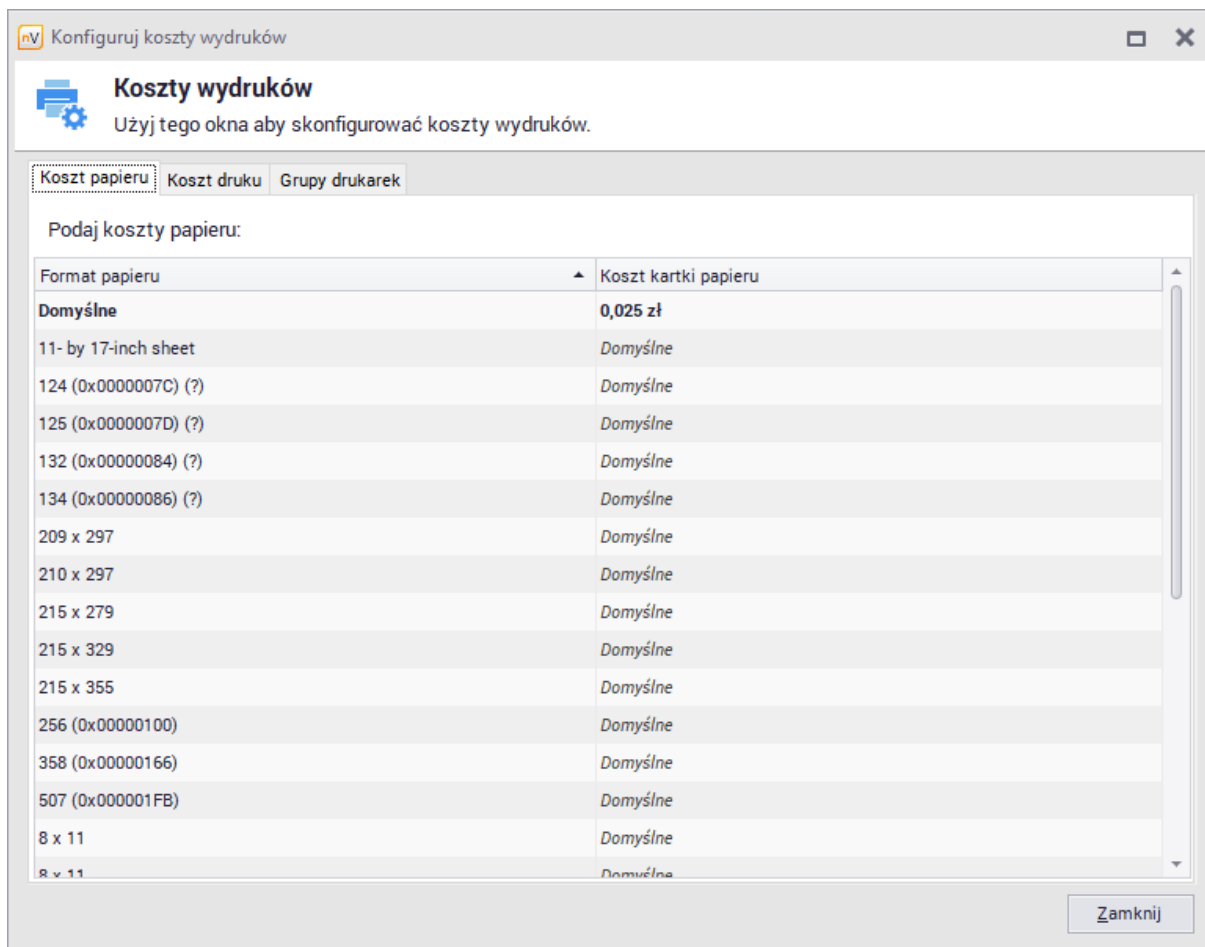 nV Konfiguruj koszty wydruków
Koszty wydruków
Użyj tego okna aby skonfigurować koszty wydruków.
Koszt papieru Koszt druku Grupy drukarek
Podaj koszty papieru:
Format papieru Koszt kartki papieru
Domyślne 0,025 zł
11- by 17-inch sheet Domyślne
124 (0x0000007C) (?) Domyślne
125 (0x0000007D) (?) Domyślne
132 (0x00000084) (?) Domyślne
134 (0x00000086) (?) Domyślne
209 x 297 Domyślne
210 x 297 Domyślne
215 x 279 Domyślne
215 x 329 Domyślne
215 x 355 Domyślne
256 (0x00000100) Domyślne
358 (0x00000166) Domyślne
507 (0x000001FB) Domyślne
8 x 11 Domyślne
8 x 11 Domyślne
Zamknij